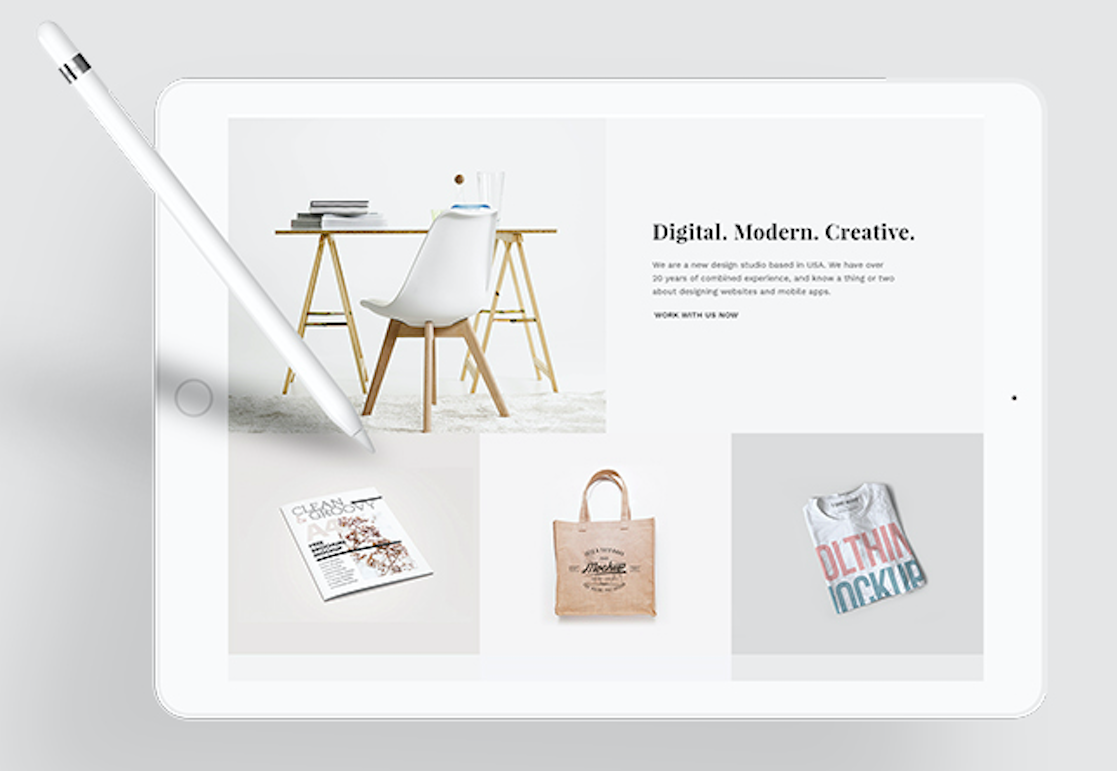 Digital. Modern. Creative.
We are a new design studio based in USA. We have over
20 years of combined experience, and know a thing or two
about designing websites and mobile apps.
WORK WITH US NOW
CLEAN
& GROOVY
A4
FREE
BROCHURE
MOCKUP
Mockup
OLTHIN
OCKUP